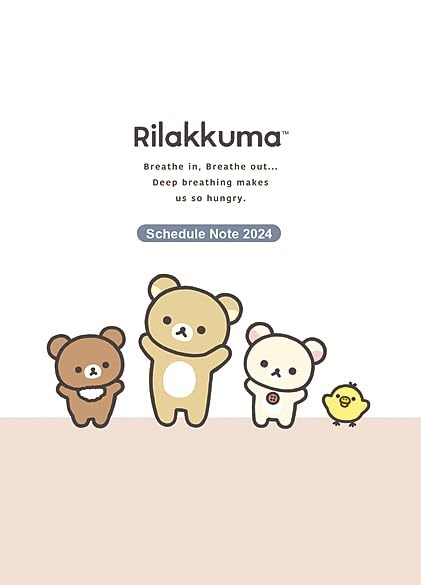 Rilakkuma™
Breathe in, Breathe out...
Deep breathing makes
us so hungry.
Schedule Note 2024